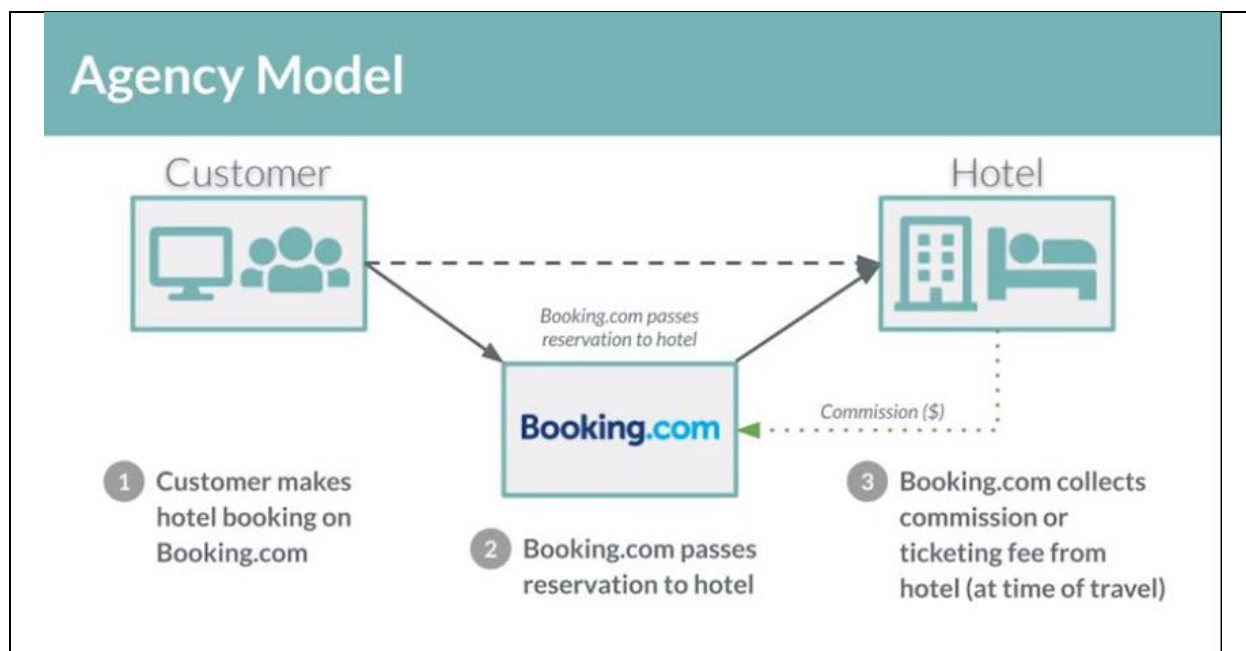 Agency Model
Customer
Hotel
Booking.com passes
reservation to hotel
Booking.com
Commission ($)
1 Customer makes
hotel booking on
Booking.com
2 Booking.com passes
reservation to hotel
3 Booking.com collects
commission or
ticketing fee from
hotel (at time of travel)